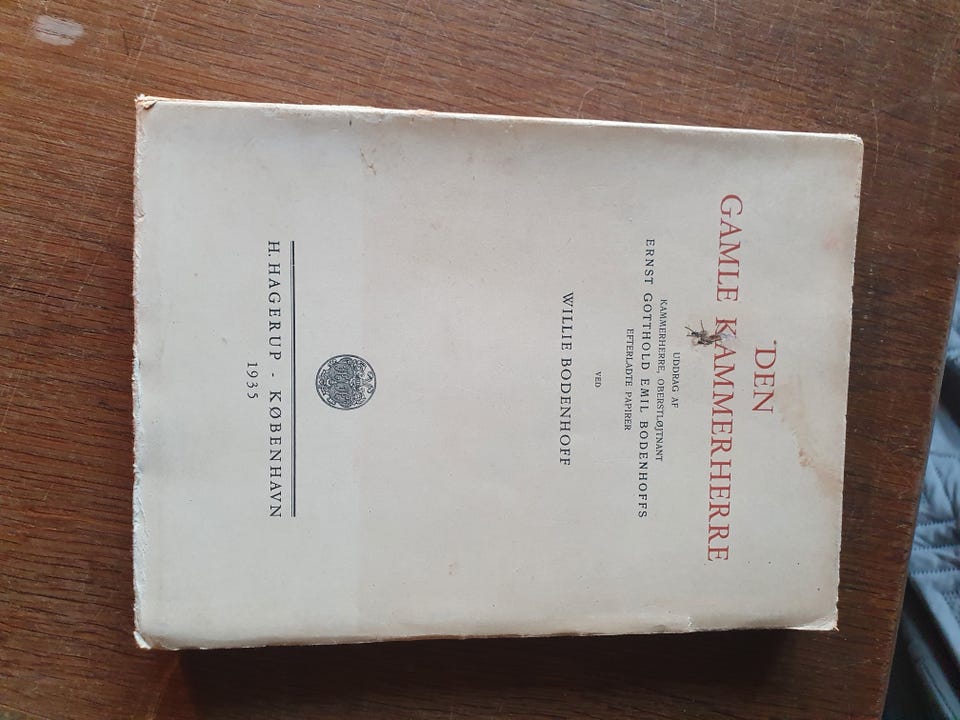 DEN
GAMLE KAMMERHERRE
UDDRAG AF
KAMMERHERRE, OBERSTLØJTNANT
ERNST GOTTHOLD EMIL BODENHOFFS
EFTERLADTE PAPIRER
VED
WILLIE BODENHOFF
H. HAGERUP - KØBENHAVN
1935